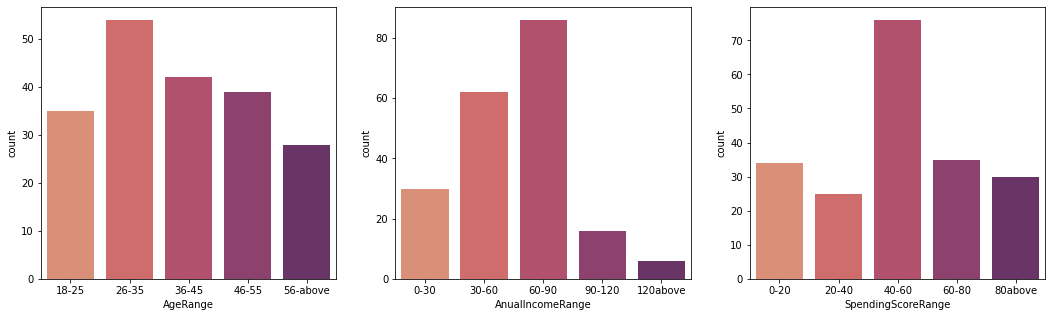 count
50
40
30
20
10
0
18-25 26-35 36-45 46-55 56-above
AgeRange
count
80
60
40
20
0
0-30 30-60 60-90 90-120 120above
AnualIncomeRange
count
70
60
50
40
30
20
10
0
0-20 20-40 40-60 60-80 80above
SpendingScoreRange